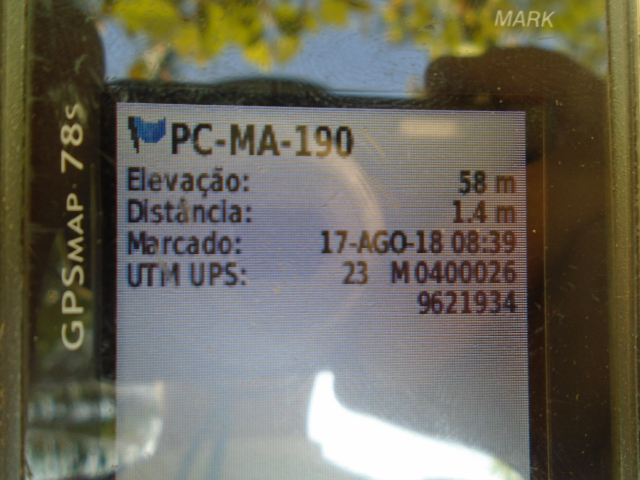 MARK
GPSMAP 78s
PC-MA-190
Elevação: 58 m
Distância: 1.4 m
Marcado: 17-AGO-18 08:39
UTM UPS: 23 M 0400026
9621934